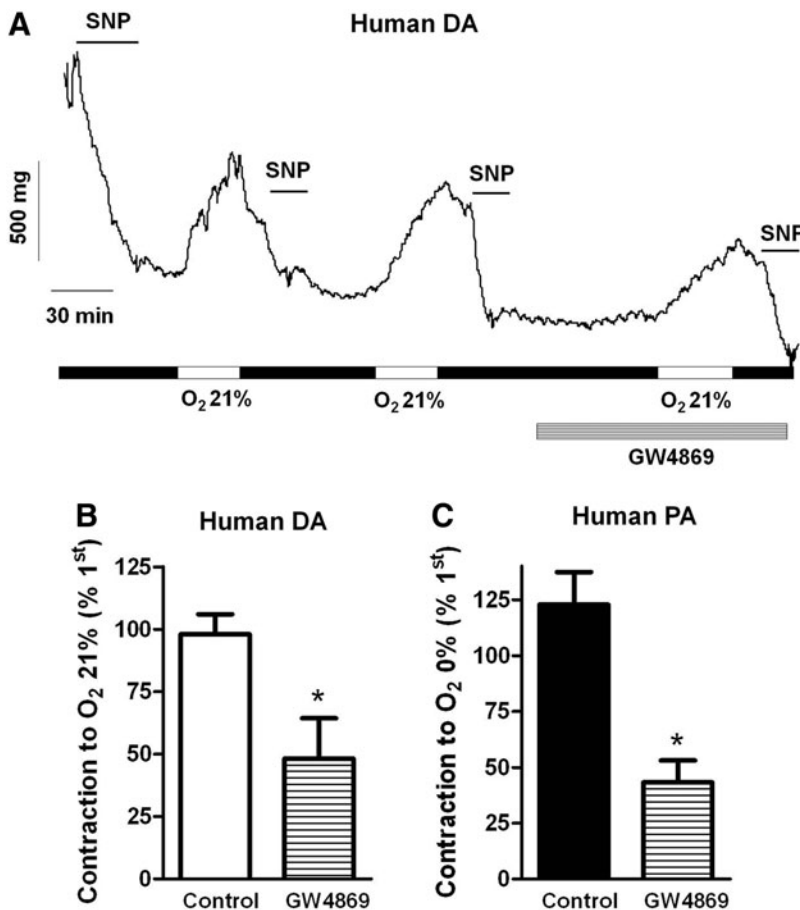 A
Human DA
SNP
SNP
SNP
SNP
500 mg
30 min
O2 21%
O2 21%
O2 21%
GW4869
B
Human DA
Contraction to O2 21% (% 1st)
125
100
75
50
25
0
*
Control
GW4869
C
Human PA
Contraction to O2 0% (% 1st)
125
100
75
50
25
0
*
Control
GW4869